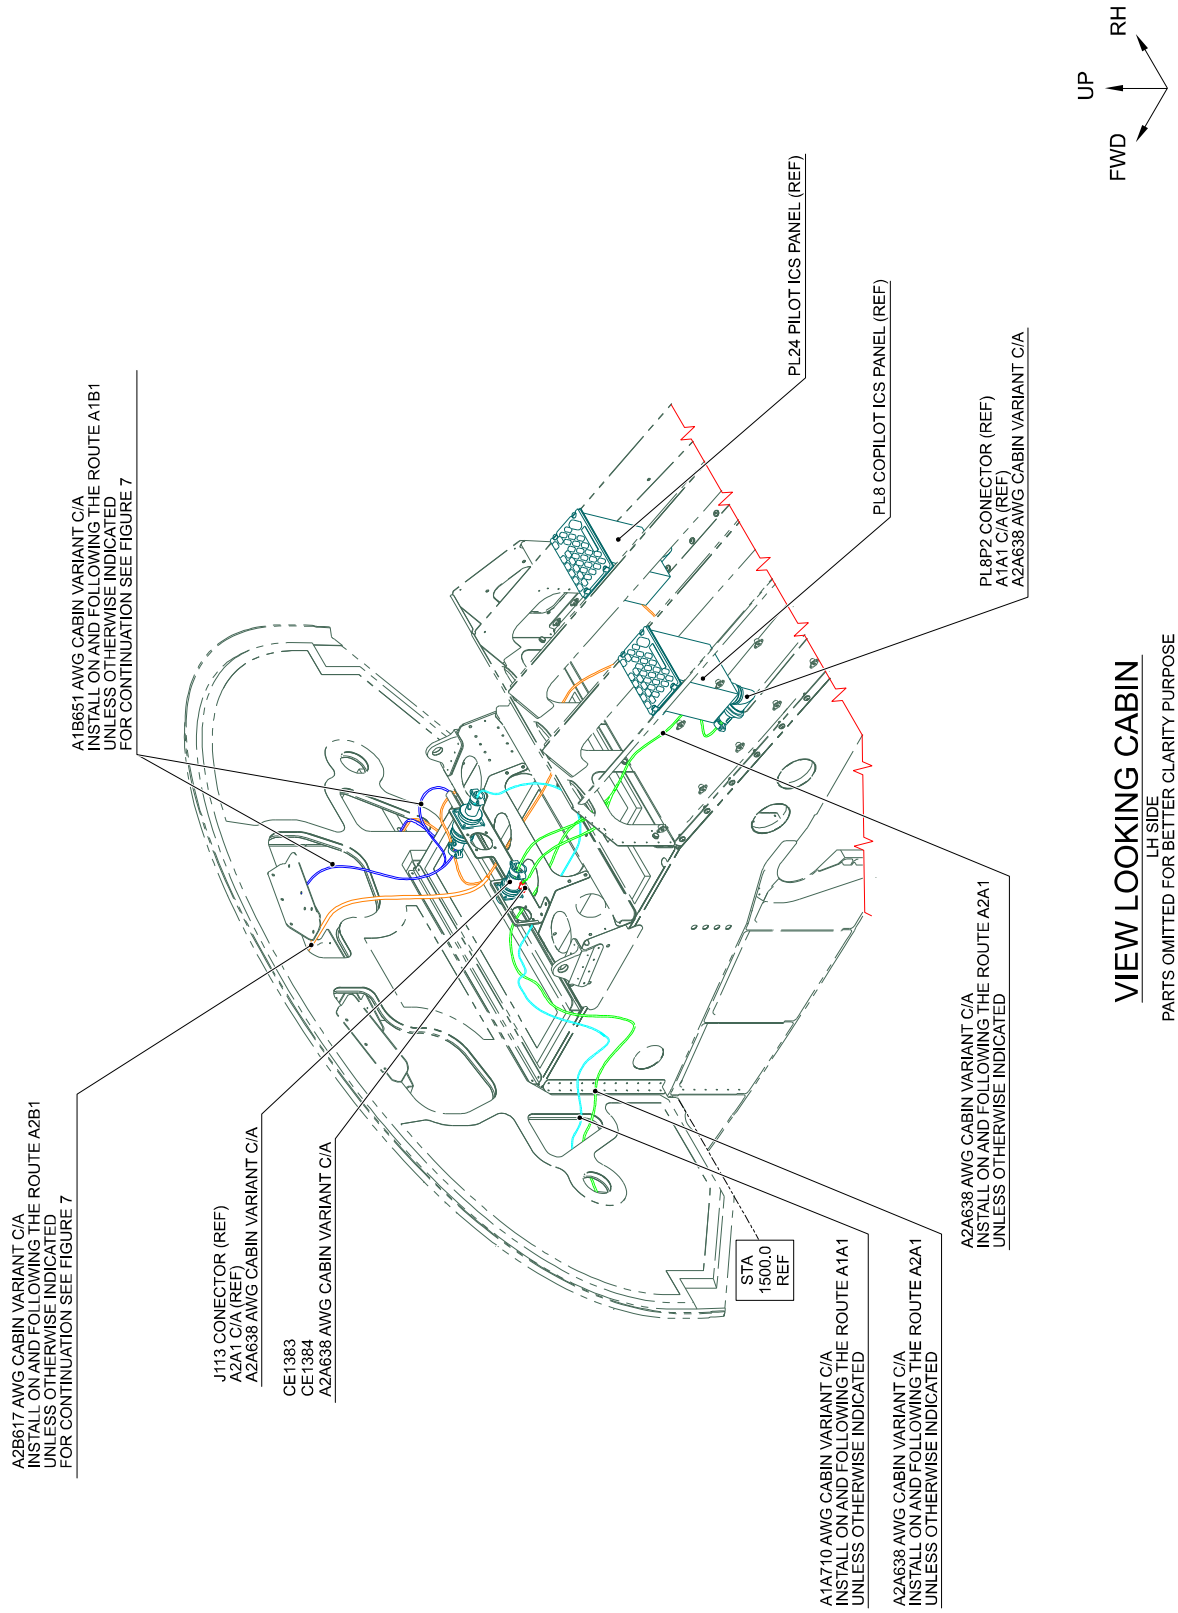 A2B617 AWG CABIN VARIANT C/A
INSTALL ON AND FOLLOWING THE ROUTE A2B1
UNLESS OTHERWISE INDICATED
FOR CONTINUATION SEE FIGURE 7
A1B651 AWG CABIN VARIANT C/A
INSTALL ON AND FOLLOWING THE ROUTE A1B1
UNLESS OTHERWISE INDICATED
FOR CONTINUATION SEE FIGURE 7
J113 CONECTOR (REF)
A2A1 C/A (REF)
A2A638 AWG CABIN VARIANT C/A
CE1383
CE1384
A2A638 AWG CABIN VARIANT C/A
STA
1500.0
REF
PL24 PILOT ICS PANEL (REF)
PL8 COPILOT ICS PANEL (REF)
PL8P2 CONECTOR (REF)
A1A1 C/A (REF)
A2A638 AWG CABIN VARIANT C/A
A1A710 AWG CABIN VARIANT C/A
INSTALL ON AND FOLLOWING THE ROUTE A1A1
UNLESS OTHERWISE INDICATED
A2A638 AWG CABIN VARIANT C/A
INSTALL ON AND FOLLOWING THE ROUTE A2A1
UNLESS OTHERWISE INDICATED
A2A638 AWG CABIN VARIANT C/A
INSTALL ON AND FOLLOWING THE ROUTE A2A1
UNLESS OTHERWISE INDICATED
UP
FWD
RH
VIEW LOOKING CABIN
LH SIDE
PARTS OMITTED FOR BETTER CLARITY PURPOSE